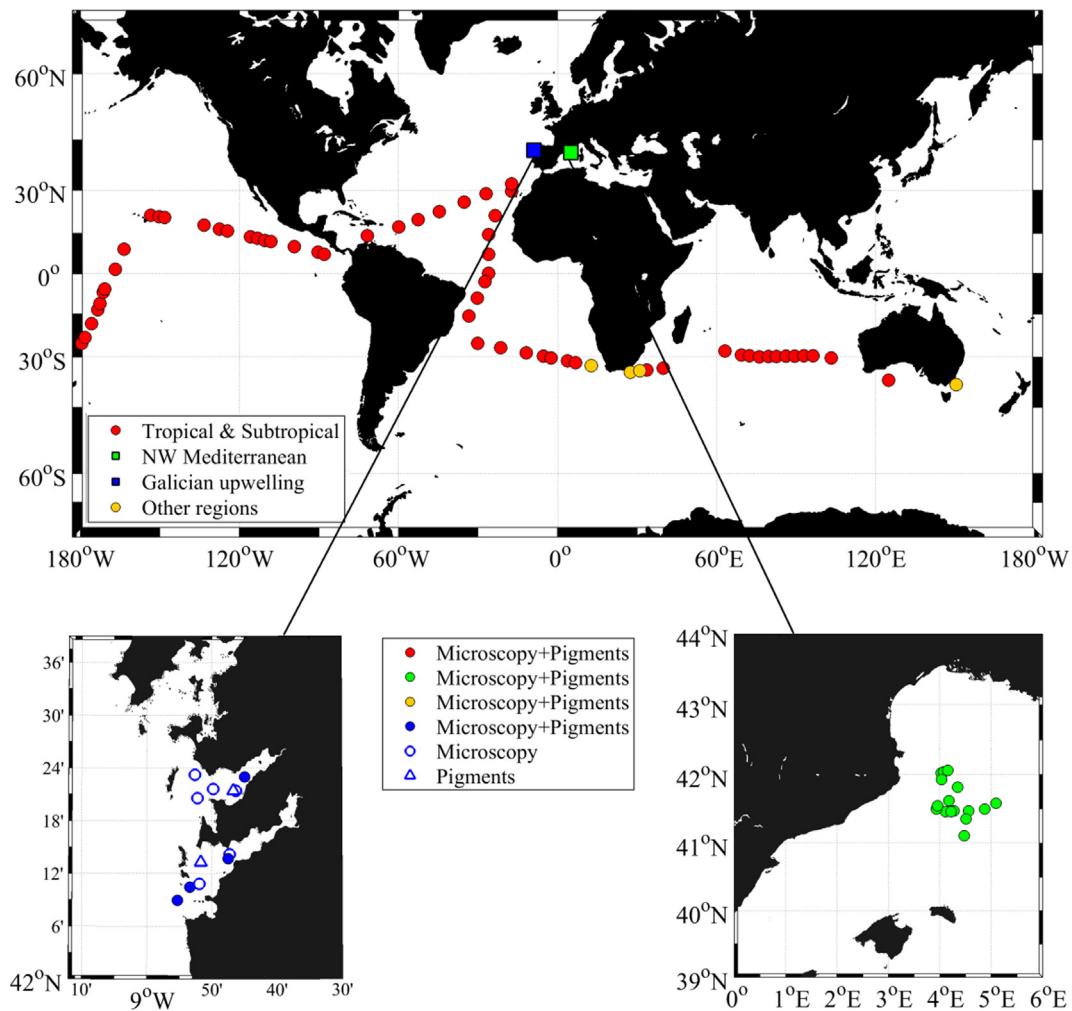 60°N
30°N
0°
30°S
60°S
Tropical & Subtropical
NW Mediterranean
Galician upwelling
Other regions
180°W 120°W 60°W 0° 60°E 120°E 180°W
36'
30'
24'
18'
12'
6'
42°N
10' 9°W 50' 40' 30'
Microscopy+Pigments
Microscopy+Pigments
Microscopy+Pigments
Microscopy+Pigments
Microscopy
Pigments
44°N
43°N
42°N
41°N
40°N
39°N
0° 1°E 2°E 3°E 4°E 5°E 6°E